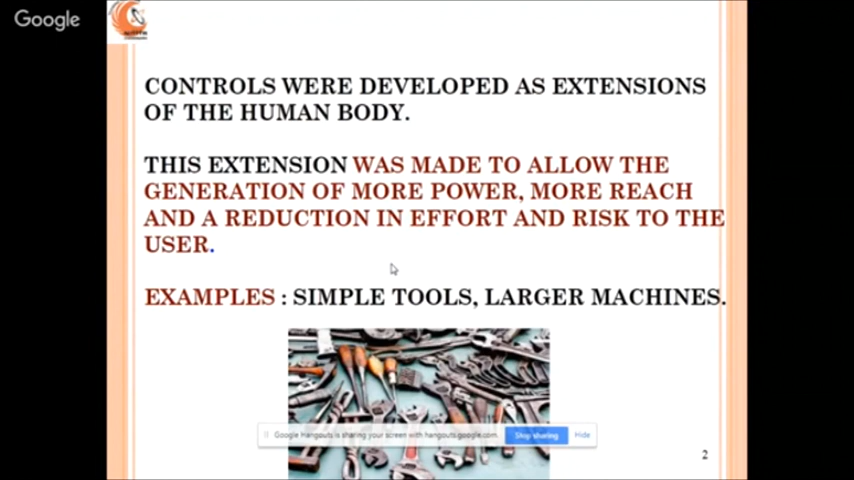 Google
CONTROLS WERE DEVELOPED AS EXTENSIONS
OF THE HUMAN BODY.
THIS EXTENSION WAS MADE TO ALLOW THE
GENERATION OF MORE POWER, MORE REACH
AND A REDUCTION IN EFFORT AND RISK TO THE
USER.
EXAMPLES : SIMPLE TOOLS, LARGER MACHINES.
Google Hangouts is sharing your screen with hangouts.google.com.
Stop sharing
Hide
2